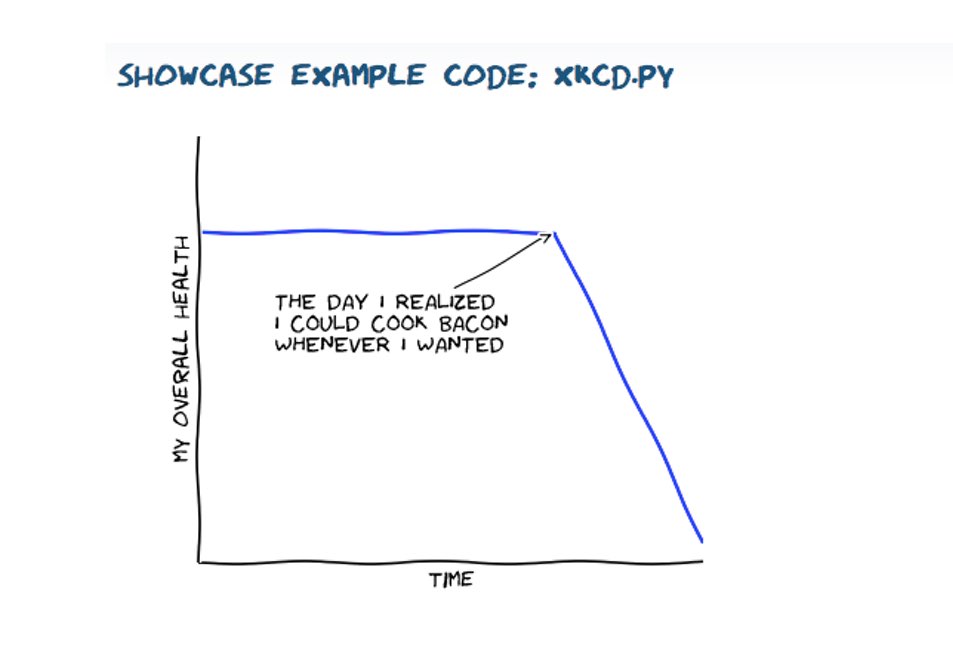 SHOWCASE EXAMPLE CODE: XKCD.PY
MY OVERALL HEALTH
THE DAY I REALIZED
I COULD COOK BACON
WHENEVER I WANTED
TIME